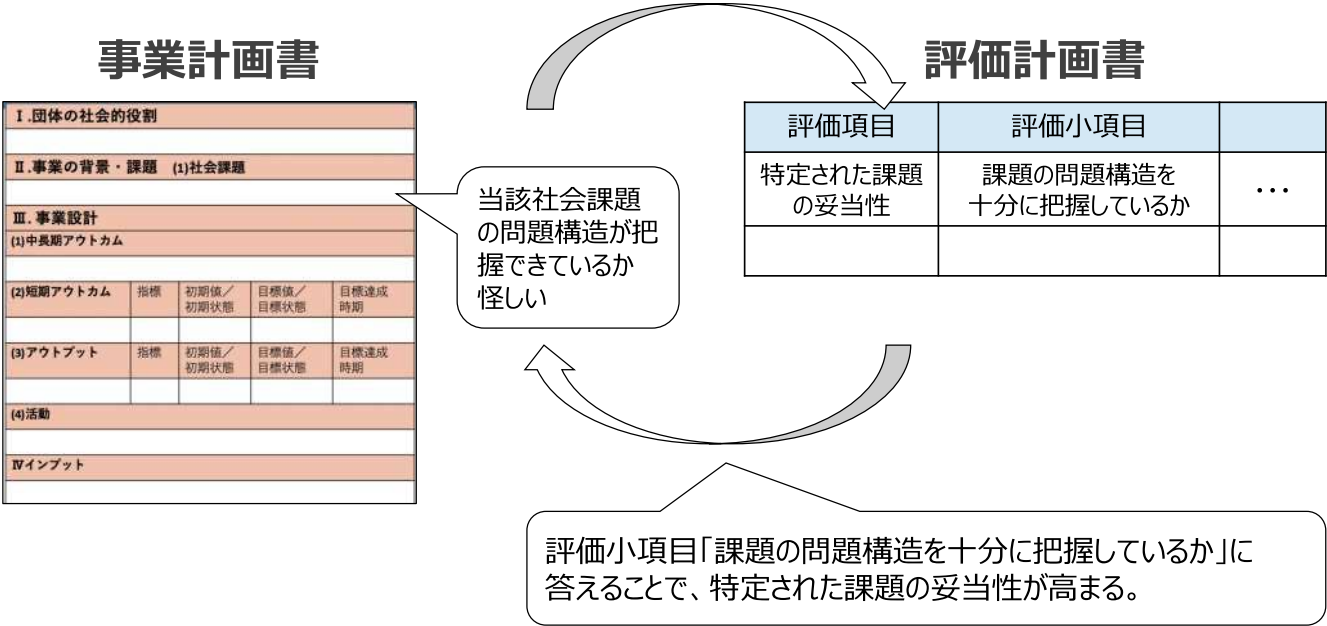 事業計画書
Ⅰ.団体の社会的役割
Ⅱ.事業の背景・課題 (1)社会課題
Ⅲ. 事業設計
(1)中長期アウトカム
(2)短期アウトカム 指標 初期値／ 目標値／ 目標達成
初期状態 目標状態 時期
(3)アウトプット 指標 初期値／ 目標値／ 目標達成
初期状態 目標状態 時期
(4)活動
Ⅳインプット
当該社会課題
の問題構造が把
握できているか
怪しい
評価計画書
評価項目 評価小項目
特定された課題 課題の問題構造を
の妥当性 十分に把握しているか …
評価小項目｢課題の問題構造を十分に把握しているか｣に
答えることで、特定された課題の妥当性が高まる。